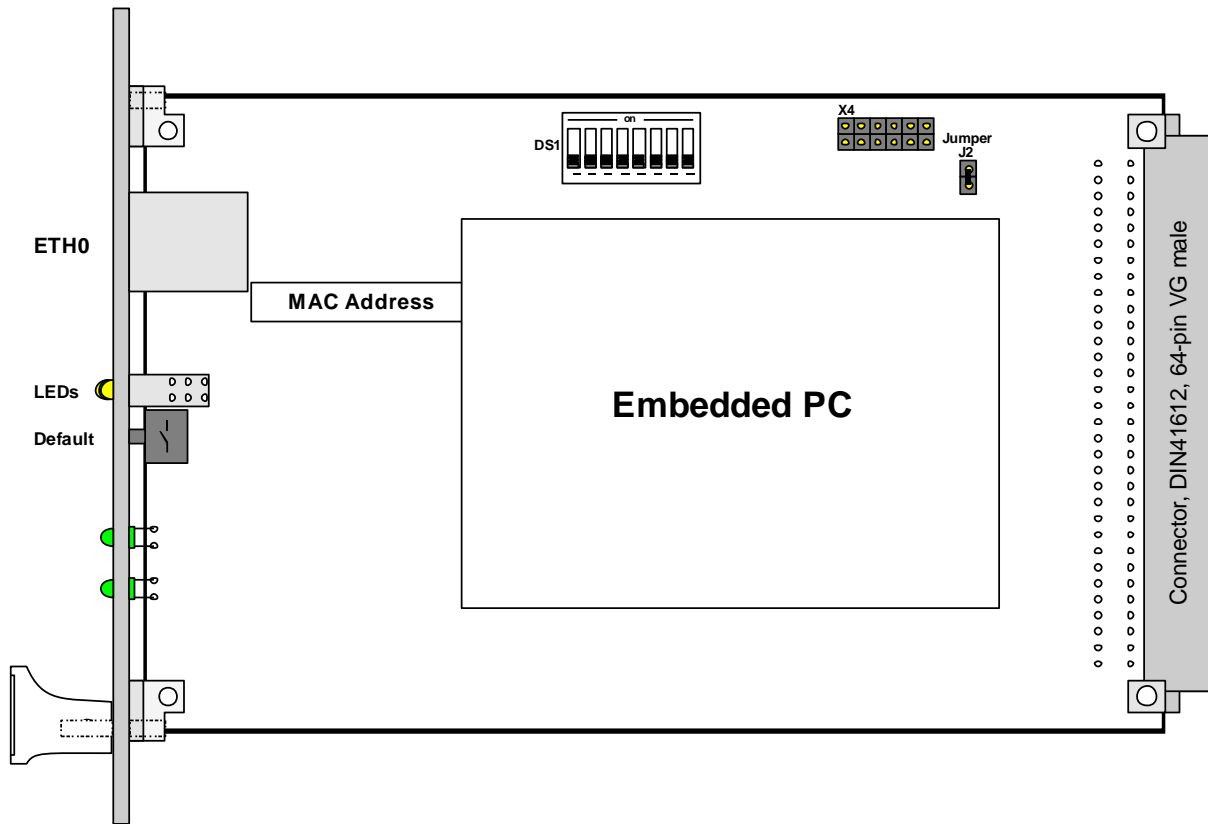 on
DS1
X4
Jumper
J2
ETH0
MAC Address
LEDs
Default
Embedded PC
Connector, DIN41612, 64-pin VG male